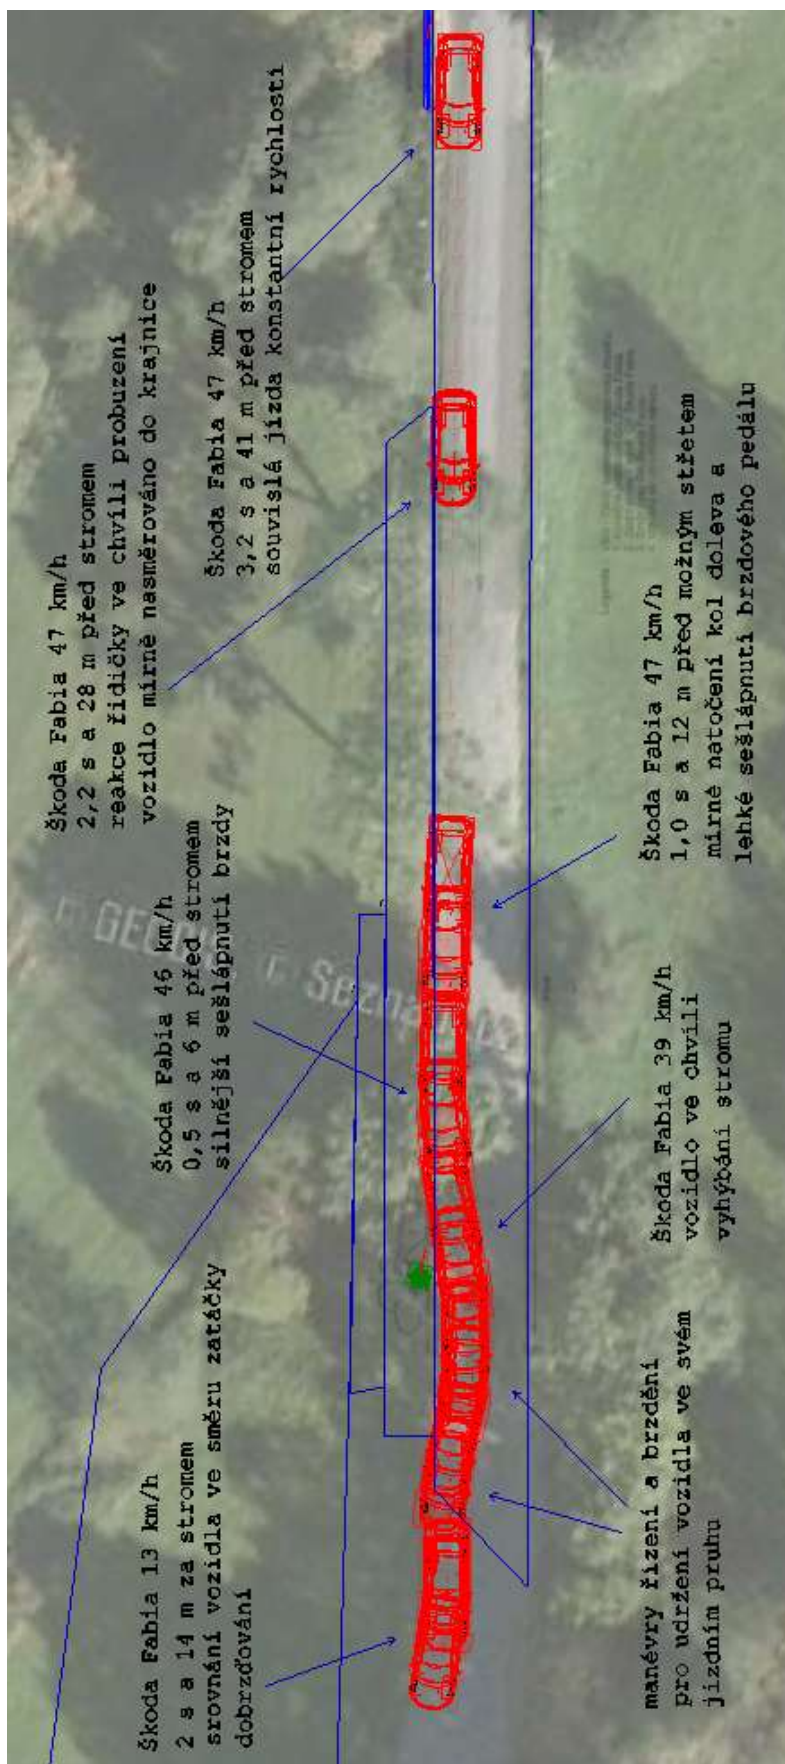 Škoda Fabia 47 km/h
3,2 s a 41 m před stromem
souvislá jízda konstantní rychlostí
Škoda Fabia 47 km/h
2,2 s a 28 m před stromem
reakce řidičky ve chvíli probuzení
vozidlo mírně nasměrováno do krajnice
Škoda Fabia 47 km/h
1,0 s a 12 m před možným střetem
mírné natočení kol doleva a
lehké sešlápnutí brzdového pedálu
Škoda Fabia 46 km/h
0,5 s a 6 m před stromem
silnější sešlápnutí brzdy
Škoda Fabia 39 km/h
vozidlo ve chvíli
vyhýbání stromu
manévry řízení a brzdění
pro udržení vozidla ve svém
jízdním pruhu
Škoda Fabia 13 km/h
2 s a 14 m za stromem
srovnání vozidla ve směru zatáčky
dobrzďování